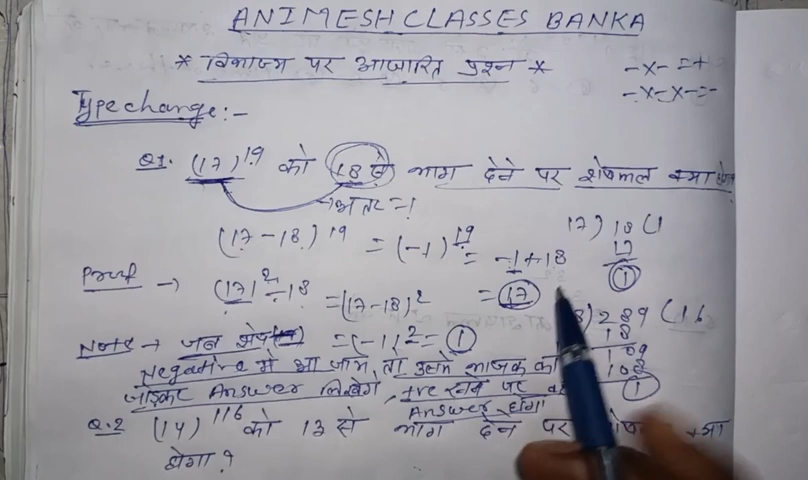 ANIMESH CLASSES BANKA
* विभाज्य पर आधारित प्रश्न *
- x - = +
- x - x - = -
Type change :-
Q1. (17)^19 को 18 से भाग देने पर शेषफल क्या होगा
→ अंतर = 1
(17-18)^19 = (-1)^19 = -1+18
= 17
17) 18 (1
17
1
Proof → (17)^2 ÷ 18 = (17-18)^2
= (-1)^2 = 1
18) 289 (16
18
109
108
1
Note → जब शेष
Negative में आ जाय तो उसमे भाजक को
जोड़कर Answer लिखेंगे, +ve रहने पर
Answer होगा
Q.2 (14)^116 को 13 से भाग देने पर क्या
होगा ?